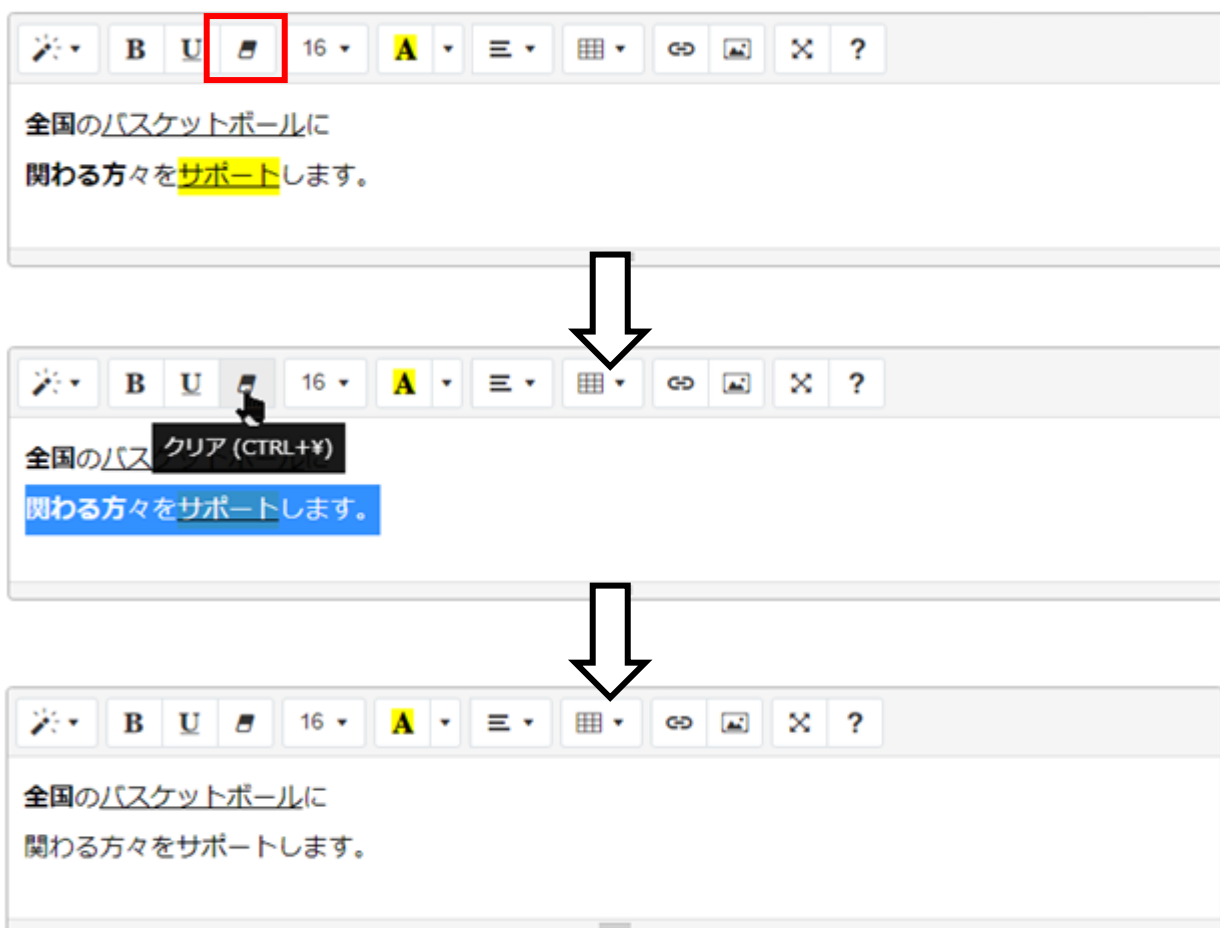 B U 16 A ?
全国のバスケットボールに
関わる方々をサポートします。
B U 16 A ?
クリア (CTRL+¥)
全国のバス
関わる方々をサポートします。
B U 16 A ?
全国のバスケットボールに
関わる方々をサポートします。